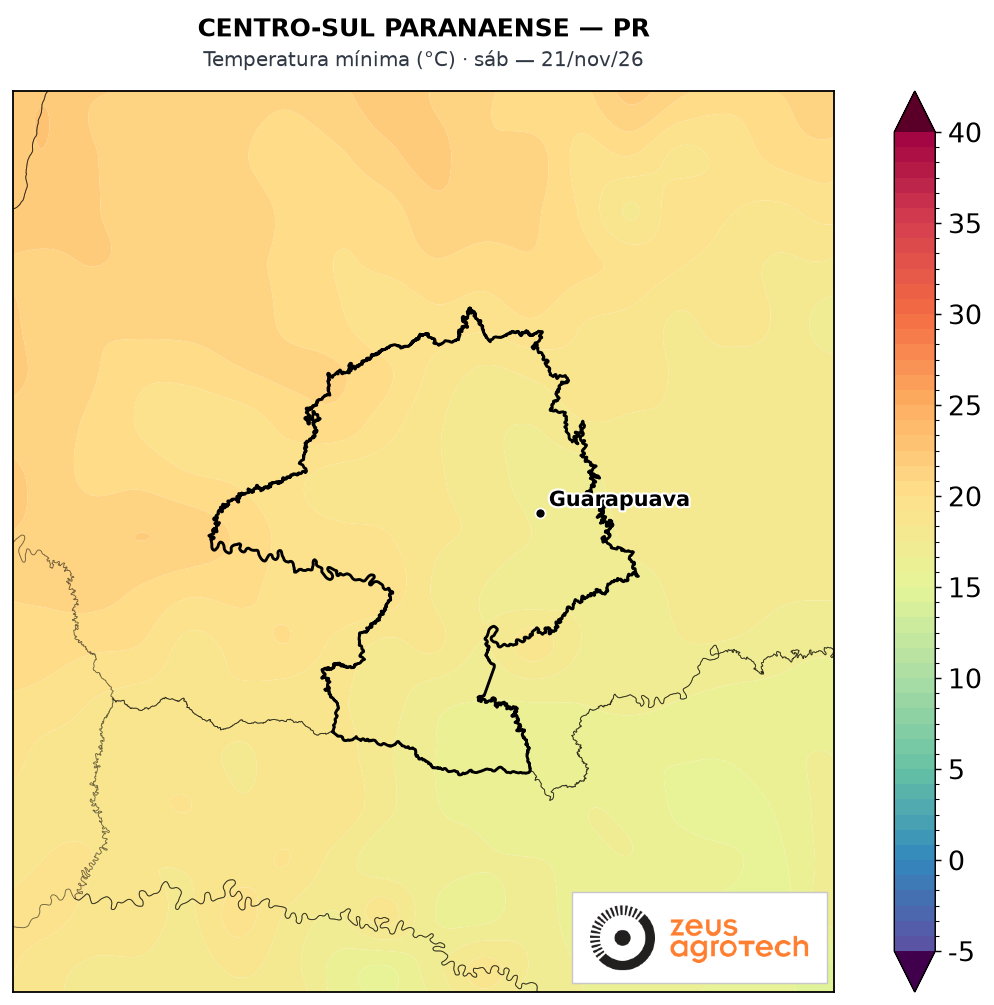 CENTRO-SUL PARANAENSE — PR
Temperatura mínima (°C) · sáb — 21/nov/26
40
35
30
25
20
15
10
5
0
-5
Guarapuava
zeus
agrotech